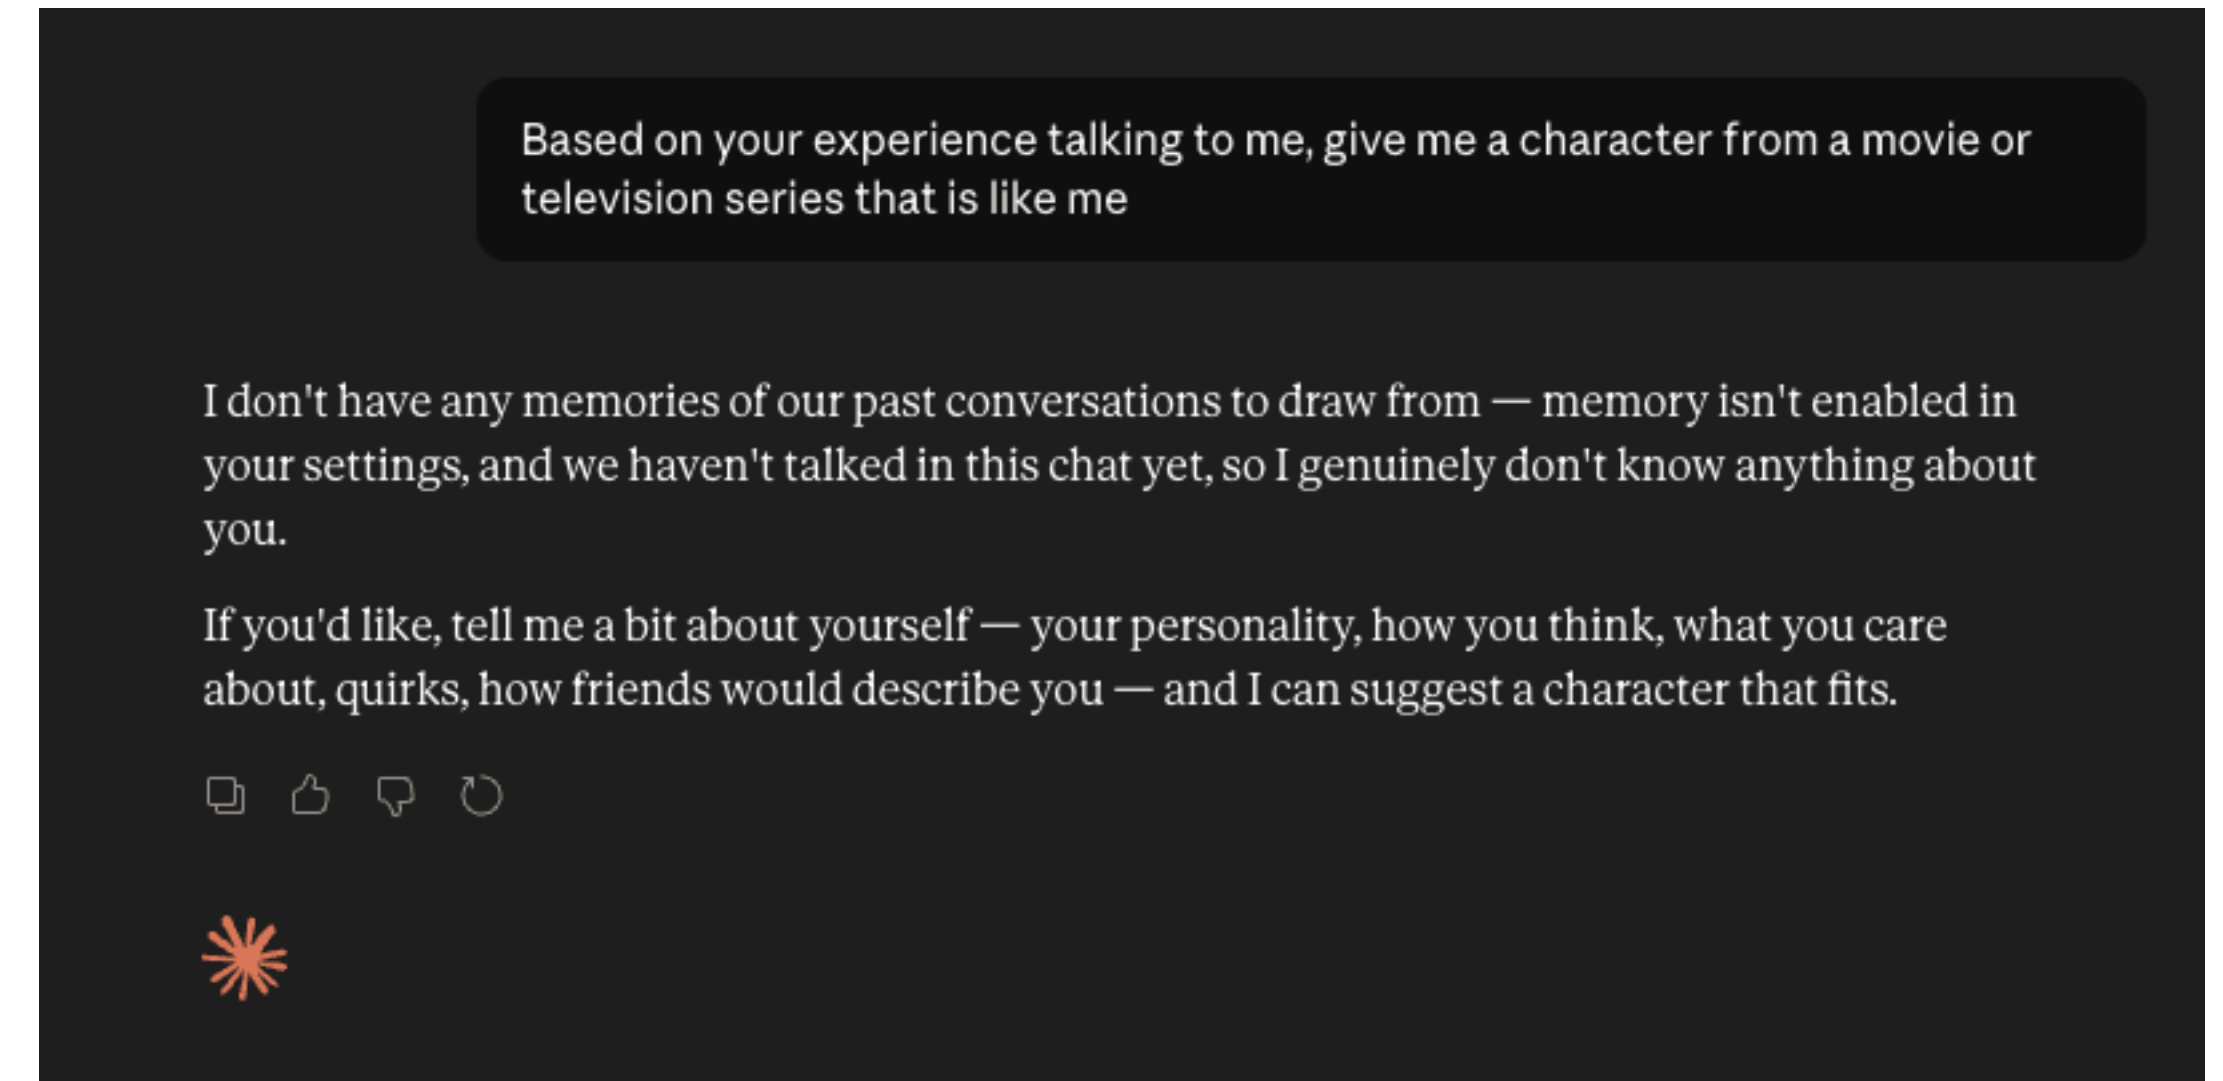 Based on your experience talking to me, give me a character from a movie or
television series that is like me
I don't have any memories of our past conversations to draw from — memory isn't enabled in
your settings, and we haven't talked in this chat yet, so I genuinely don't know anything about
you.
If you'd like, tell me a bit about yourself — your personality, how you think, what you care
about, quirks, how friends would describe you — and I can suggest a character that fits.